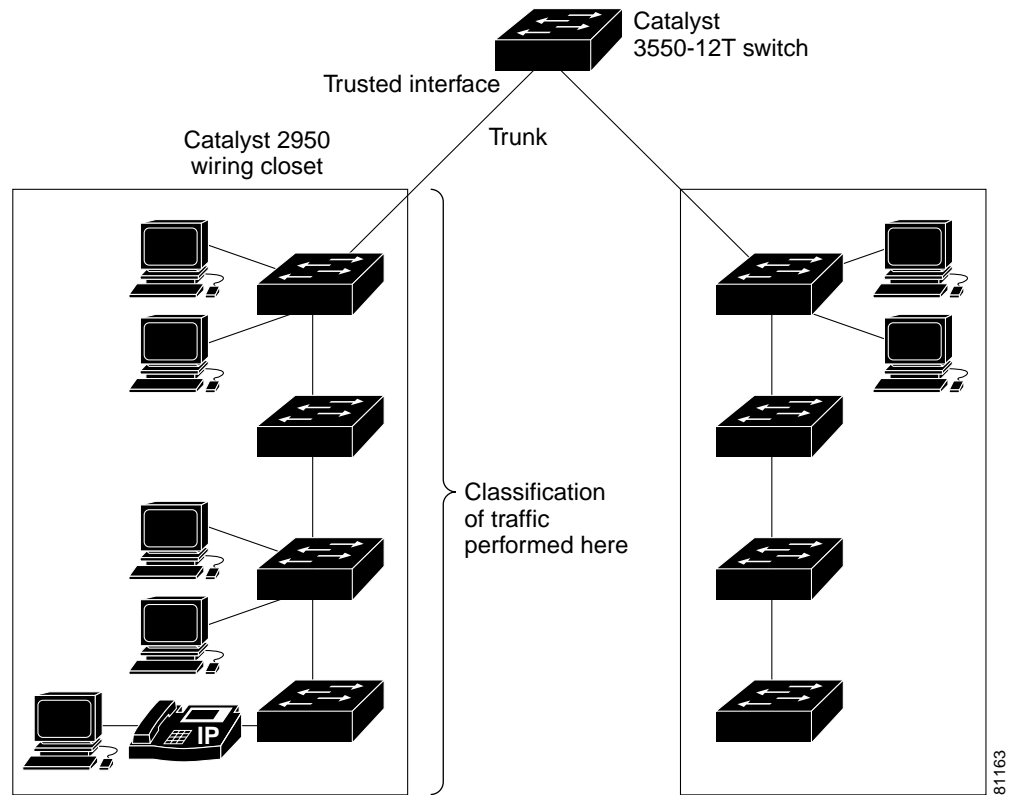 Catalyst
3550-12T switch
Trusted interface
Trunk
Catalyst 2950
wiring closet
Classification
of traffic
performed here
IP
81163